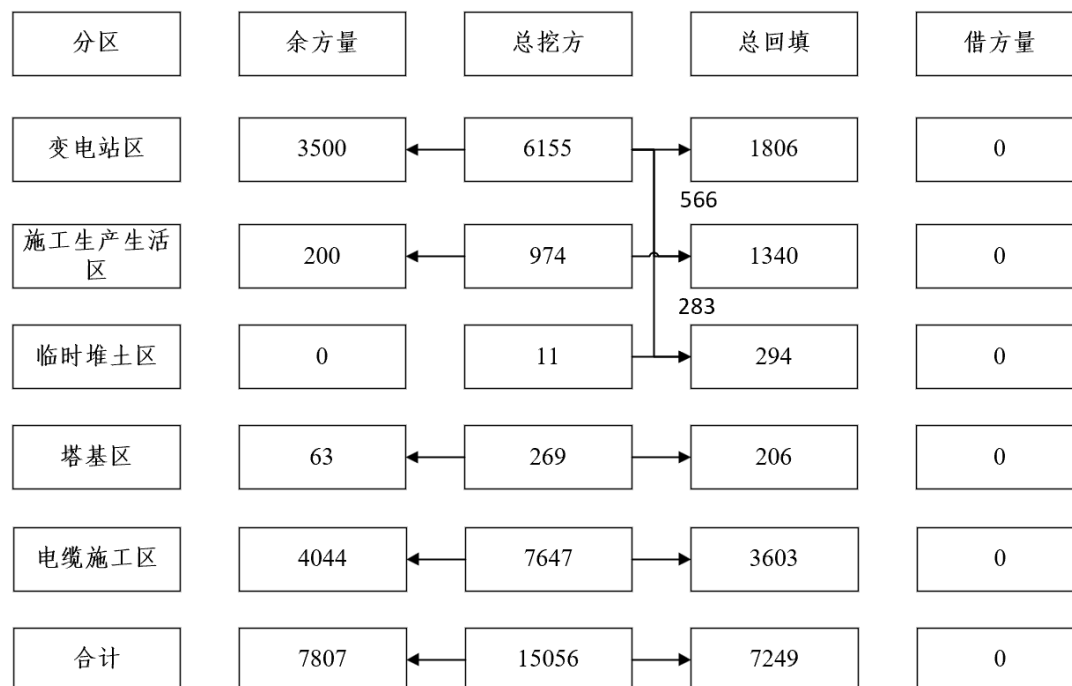 分区 余方量 总挖方 总回填 借方量
变电站区 3500 6155 1806 0
566
施工生产生活
区 200 974 1340 0
283
临时堆土区 0 11 294 0
塔基区 63 269 206 0
电缆施工区 4044 7647 3603 0
合计 7807 15056 7249 0